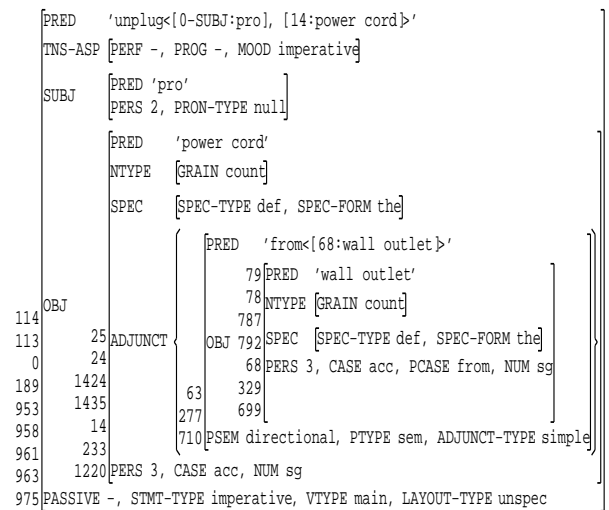 PRED 'unplug<[0-SUBJ:pro], [14:power cord]>'
TNS-ASP [PERF -, PROG -, MOOD imperative]
SUBJ [PRED 'pro'
PERS 2, PRON-TYPE null]
PRED 'power cord'
NTYPE [GRAIN count]
SPEC [SPEC-TYPE def, SPEC-FORM the]
PRED 'from<[68:wall outlet]>'
79 PRED 'wall outlet'
78 NTYPE [GRAIN count]
787
OBJ 792 SPEC [SPEC-TYPE def, SPEC-FORM the]
68 PERS 3, CASE acc, PCASE from, NUM sg
63 329
277 699
710 PSEM directional, PTYPE sem, ADJUNCT-TYPE simple
OBJ
25 ADJUNCT
24
1424
1435
14
233
1220 PERS 3, CASE acc, NUM sg
114
113
0
189
953
958
961
963
975 PASSIVE -, STMT-TYPE imperative, VTYPE main, LAYOUT-TYPE unspec